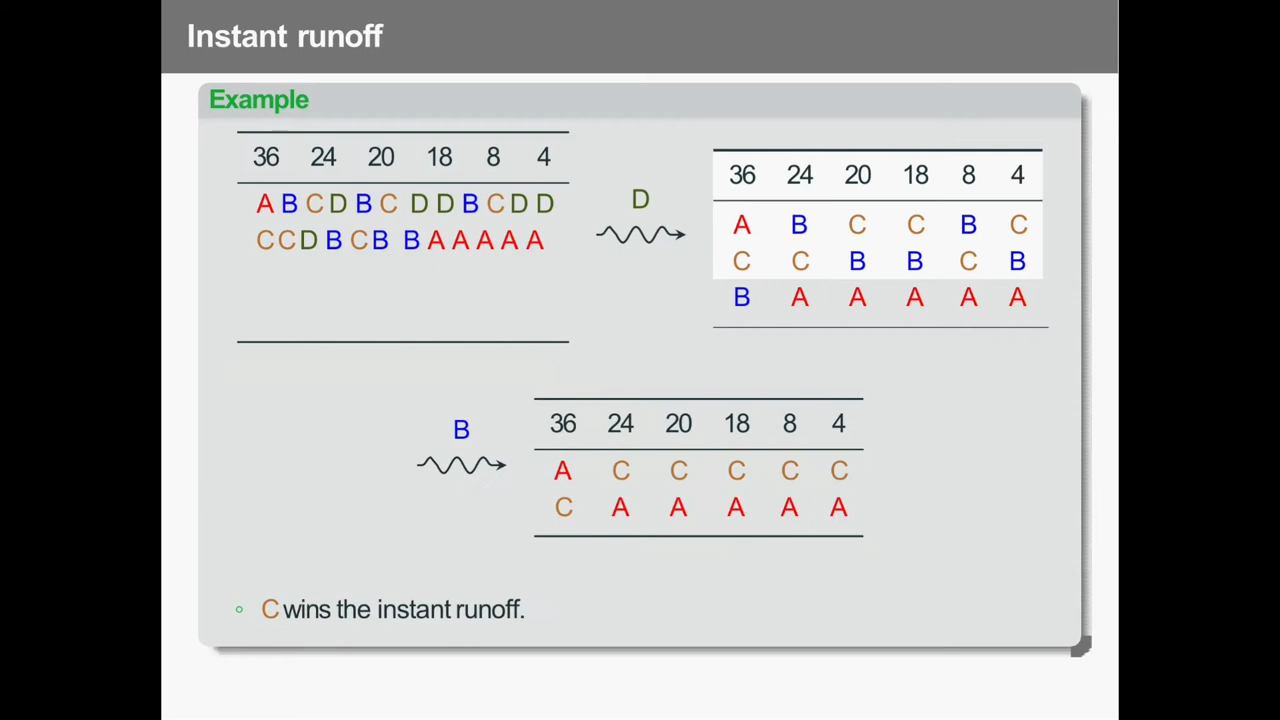 Instant runoff
Example
36 24 20 18 8 4
A B C D B C D D B C D D
C C D B C B B A A A A A
D
36 24 20 18 8 4
A B C C B C
C C B B C B
B A A A A A
B
36 24 20 18 8 4
A C C C C C
C A A A A A
C wins the instant runoff.